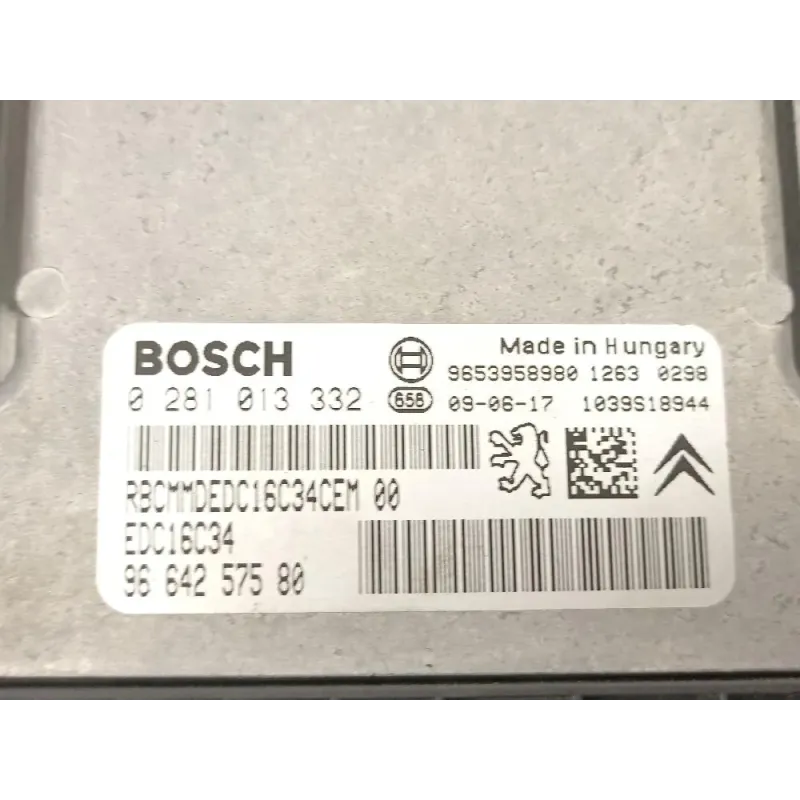 BOSCH
Made in Hungary
9653958980 1263 0298
0 281 013 332
656
09-06-17 1039S18944
RBCMMDEDC16C34CEM 00
EDC16C34
96 642 575 80